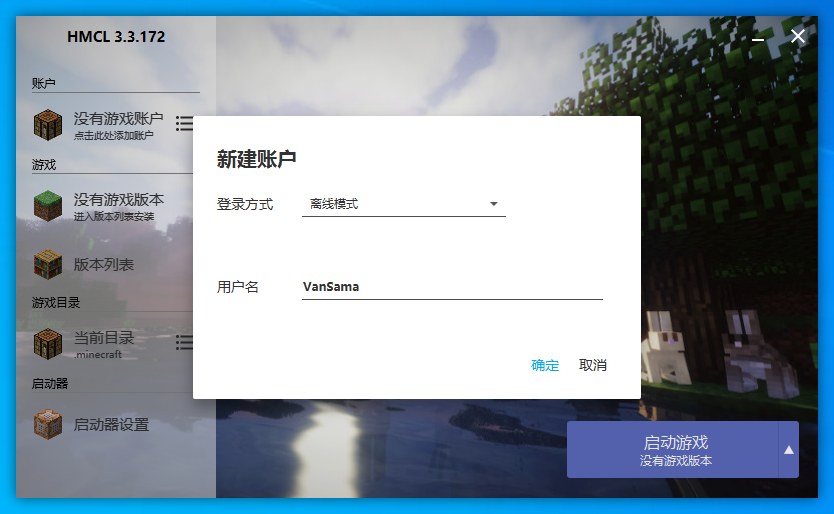 HMCL 3.3.172
账户
没有游戏账户
点击此处添加账户
游戏
没有游戏版本
进入版本列表安装
版本列表
游戏目录
当前目录
.minecraft
启动器
启动器设置
新建账户
登录方式 离线模式
用户名 VanSama
确定 取消
启动游戏
没有游戏版本